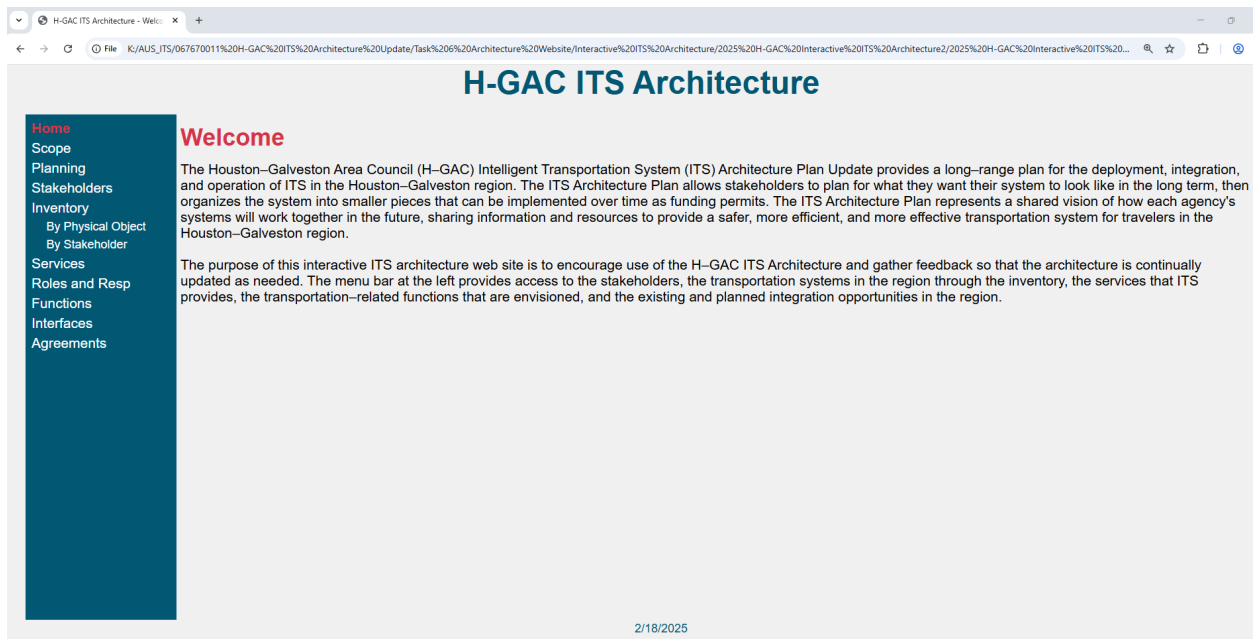 H-GAC ITS Architecture - Welco
File K:/AUS_ITS/067670011%20H-GAC%20ITS%20Architecture%20Update/Task%206%20Architecture%20Website/Interactive%20ITS%20Architecture/2025%20H-GAC%20Interactive%20ITS%20Architecture2/2025%20H-GAC%20Interactive%20ITS%20...
H-GAC ITS Architecture
Home
Scope
Planning
Stakeholders
Inventory
By Physical Object
By Stakeholder
Services
Roles and Resp
Functions
Interfaces
Agreements
Welcome
The Houston–Galveston Area Council (H–GAC) Intelligent Transportation System (ITS) Architecture Plan Update provides a long–range plan for the deployment, integration,
and operation of ITS in the Houston–Galveston region. The ITS Architecture Plan allows stakeholders to plan for what they want their system to look like in the long term, then
organizes the system into smaller pieces that can be implemented over time as funding permits. The ITS Architecture Plan represents a shared vision of how each agency's
systems will work together in the future, sharing information and resources to provide a safer, more efficient, and more effective transportation system for travelers in the
Houston–Galveston region.
The purpose of this interactive ITS architecture web site is to encourage use of the H–GAC ITS Architecture and gather feedback so that the architecture is continually
updated as needed. The menu bar at the left provides access to the stakeholders, the transportation systems in the region through the inventory, the services that ITS
provides, the transportation–related functions that are envisioned, and the existing and planned integration opportunities in the region.
2/18/2025